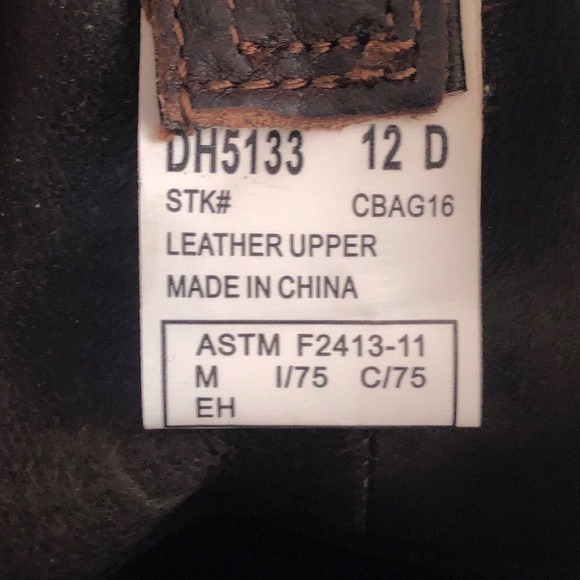 DH5133 12 D
STK# CBAG16
LEATHER UPPER
MADE IN CHINA
ASTM F2413-11
M I/75 C/75
EH